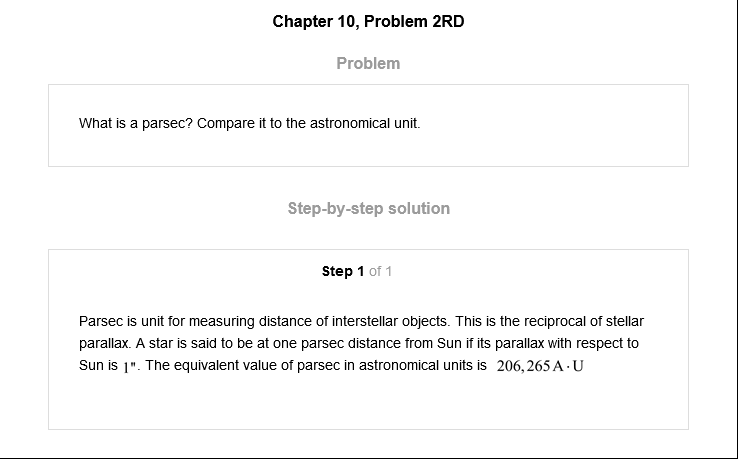 Chapter 10, Problem 2RD
Problem
What is a parsec? Compare it to the astronomical unit.
Step-by-step solution
Step 1 of 1
Parsec is unit for measuring distance of interstellar objects. This is the reciprocal of stellar
parallax. A star is said to be at one parsec distance from Sun if its parallax with respect to
Sun is 1". The equivalent value of parsec in astronomical units is 206,265 A·U